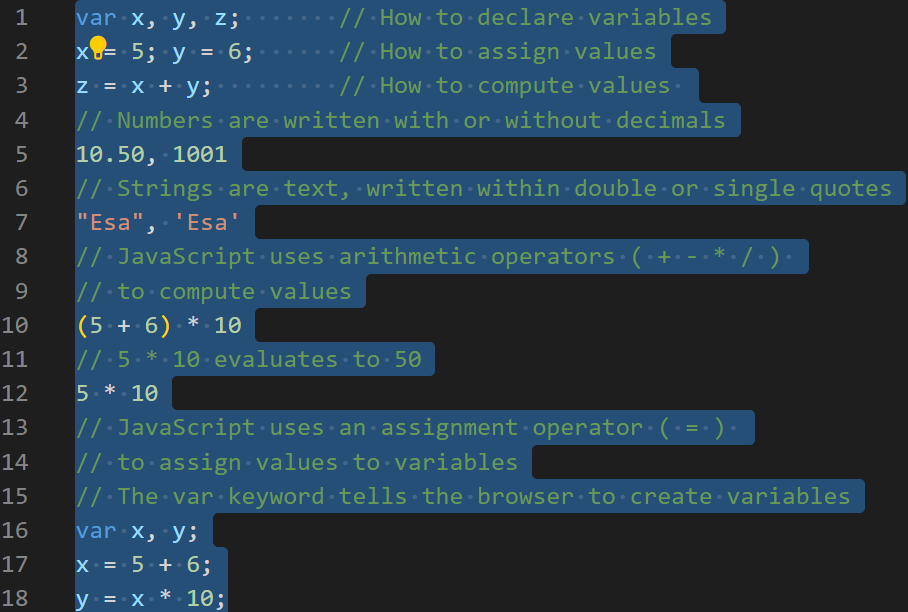 1 var x, y, z;         // How to declare variables
2 x = 5; y = 6;        // How to assign values
3 z = x + y;           // How to compute values
4 // Numbers are written with or without decimals
5 10.50, 1001
6 // Strings are text, written within double or single quotes
7 "Esa", 'Esa'
8 // JavaScript uses arithmetic operators ( + - * / )
9 // to compute values
10 (5 + 6) * 10
11 // 5 * 10 evaluates to 50
12 5 * 10
13 // JavaScript uses an assignment operator ( = )
14 // to assign values to variables
15 // The var keyword tells the browser to create variables
16 var x, y;
17 x = 5 + 6;
18 y = x * 10;